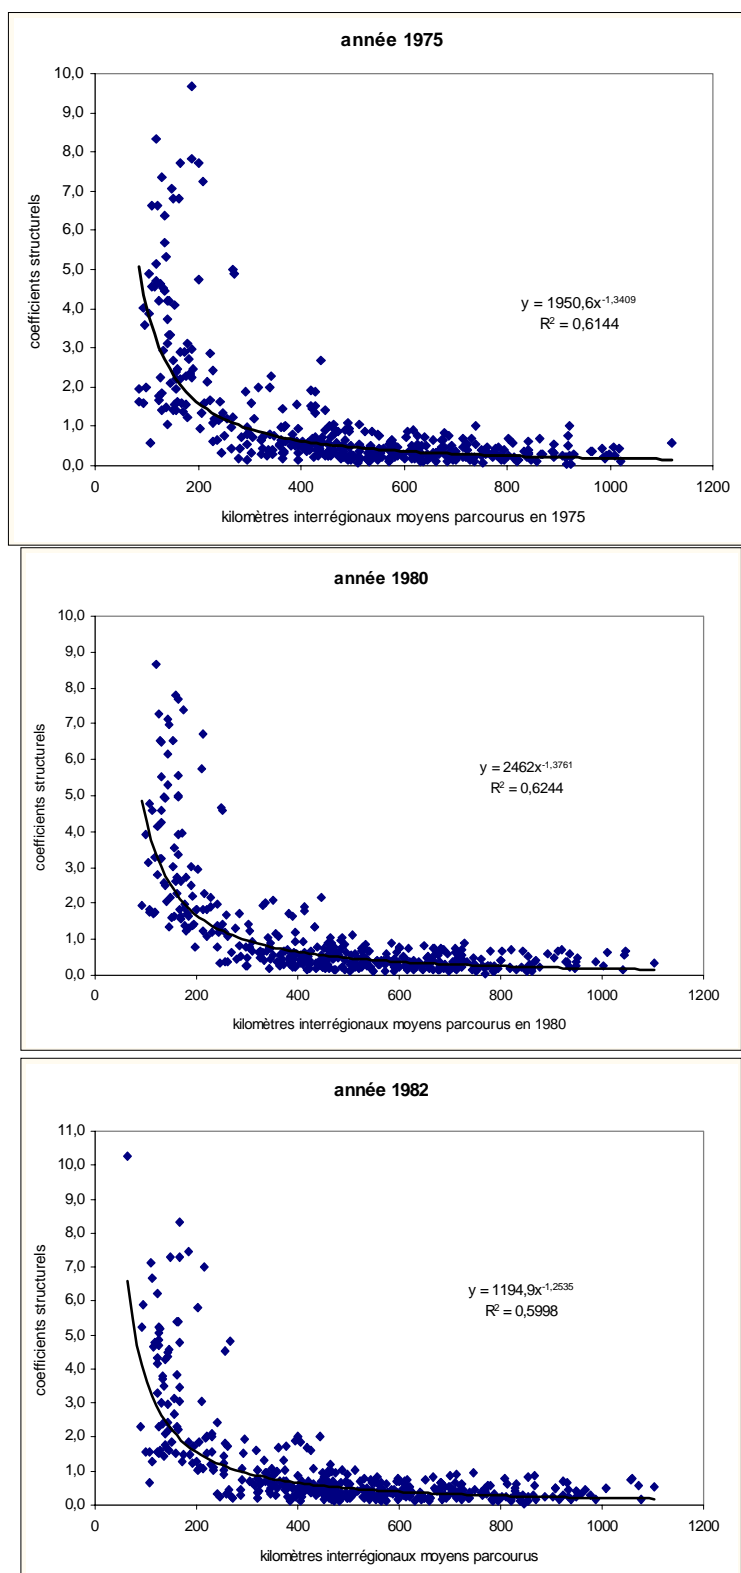 année 1975
10,0
9,0
8,0
7,0
6,0
5,0
4,0
3,0
2,0
1,0
0,0
coefficients structurels
y = 1950,6x^-1,3409
R² = 0,6144
0 200 400 600 800 1000 1200
kilomètres interrégionaux moyens parcourus en 1975
année 1980
10,0
9,0
8,0
7,0
6,0
5,0
4,0
3,0
2,0
1,0
0,0
coefficients structurels
y = 2462x^-1,3761
R² = 0,6244
0 200 400 600 800 1000 1200
kilomètres interrégionaux moyens parcourus en 1980
année 1982
11,0
10,0
9,0
8,0
7,0
6,0
5,0
4,0
3,0
2,0
1,0
0,0
coefficients structurels
y = 1194,9x^-1,2535
R² = 0,5998
0 200 400 600 800 1000 1200
kilomètres interrégionaux moyens parcourus